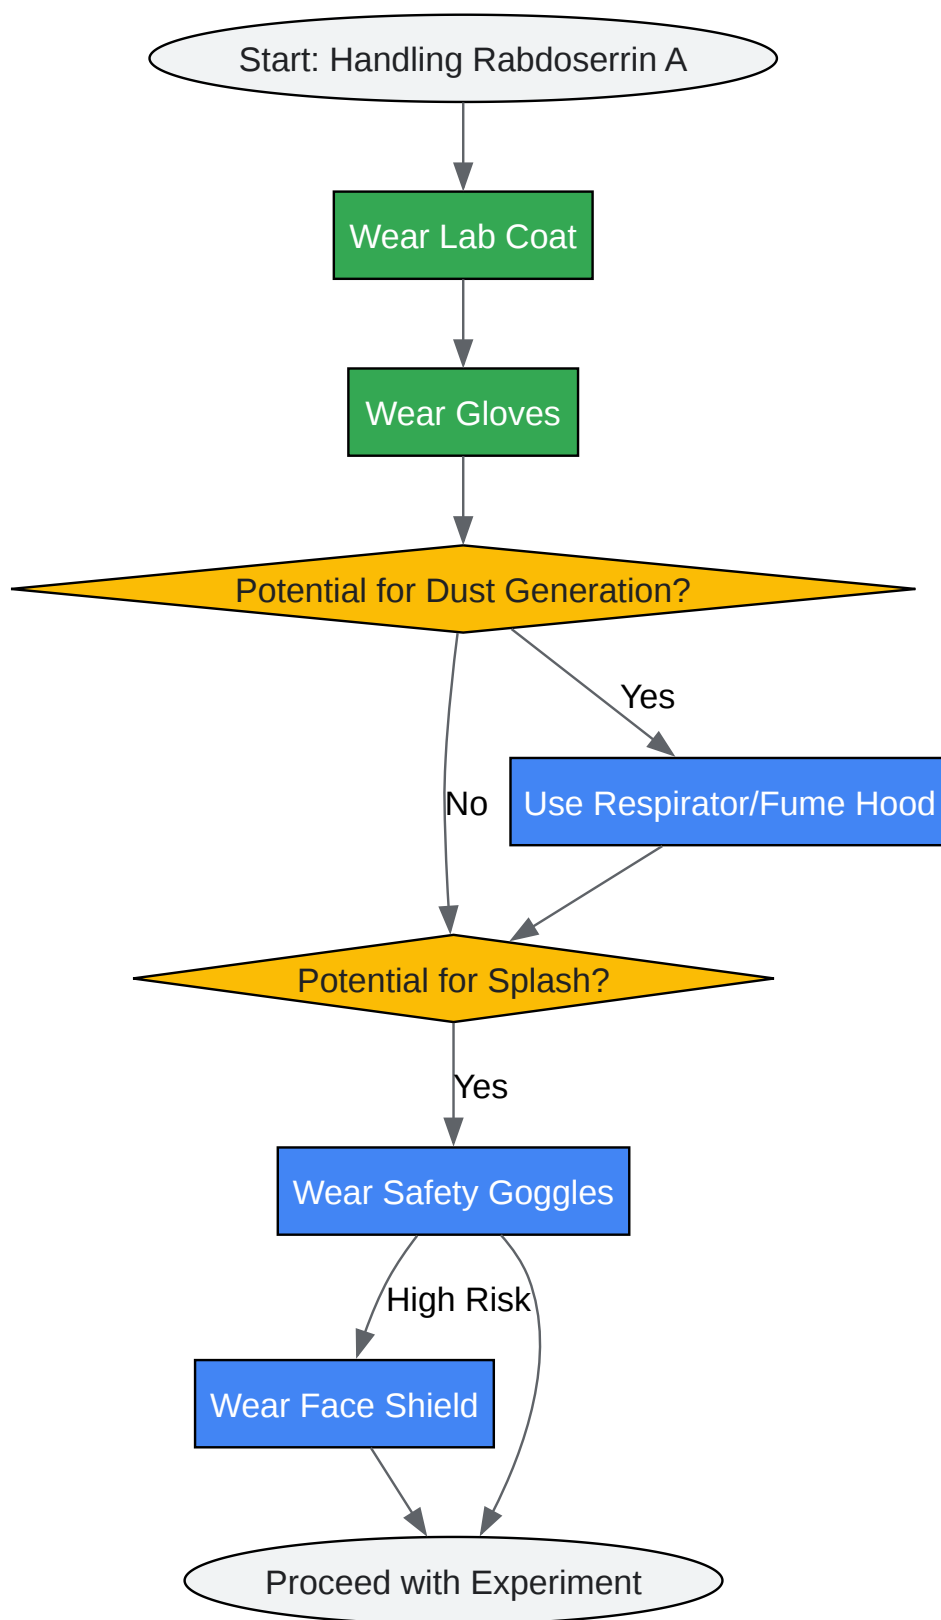 Start: Handling Rabdoserrin A
Wear Lab Coat
Wear Gloves
Potential for Dust Generation?
Yes
No
Use Respirator/Fume Hood
Potential for Splash?
Yes
Wear Safety Goggles
High Risk
Wear Face Shield
Proceed with Experiment